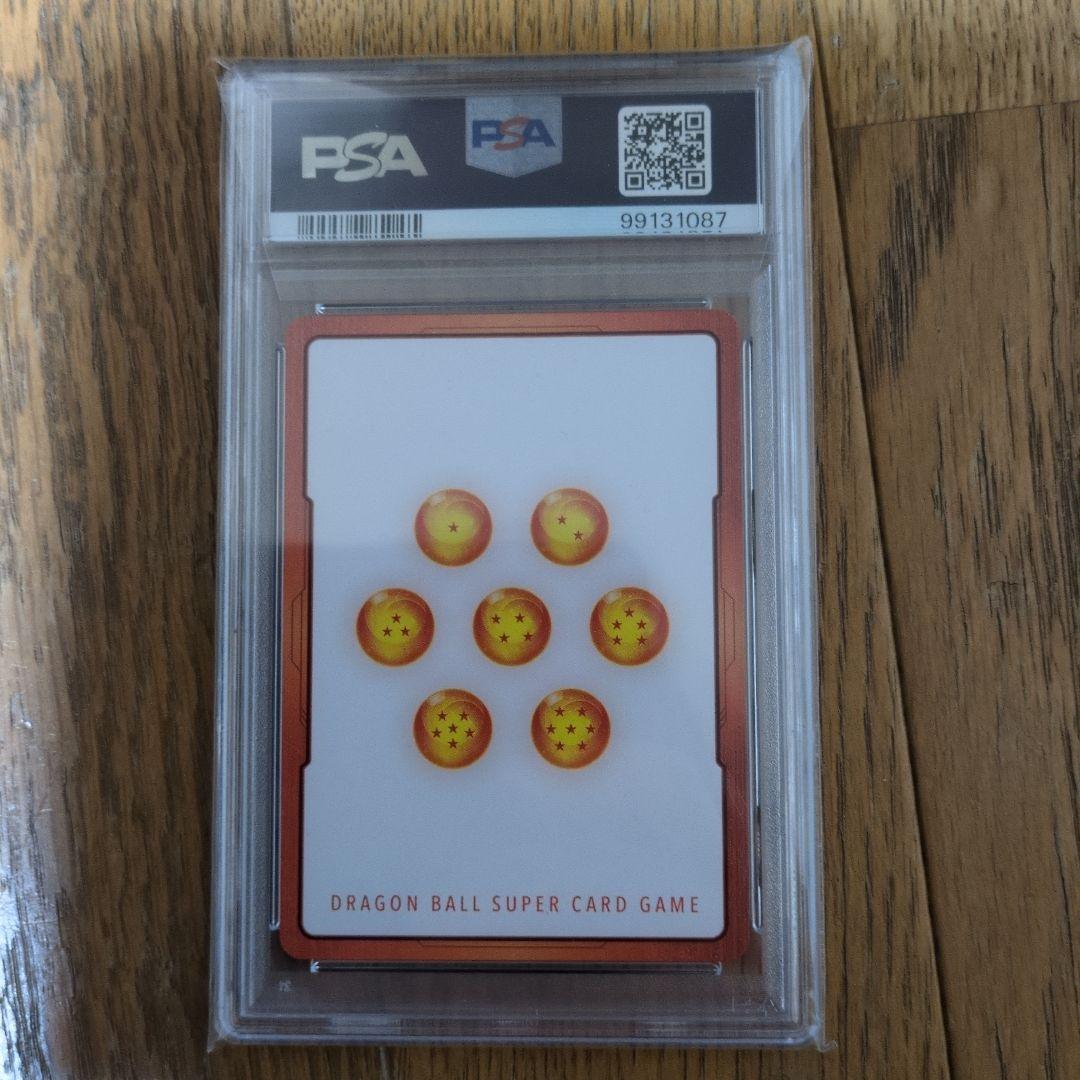 PSA
PSA
99131087
DRAGON BALL SUPER CARD GAME